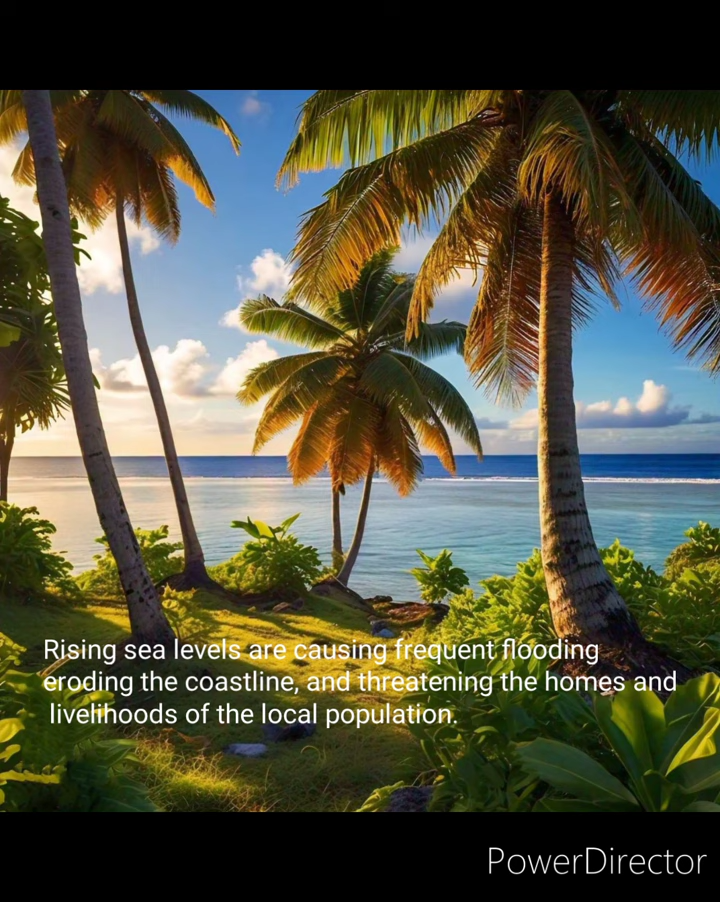 Rising sea levels are causing frequent flooding
eroding the coastline, and threatening the homes and
livelihoods of the local population.
PowerDirector